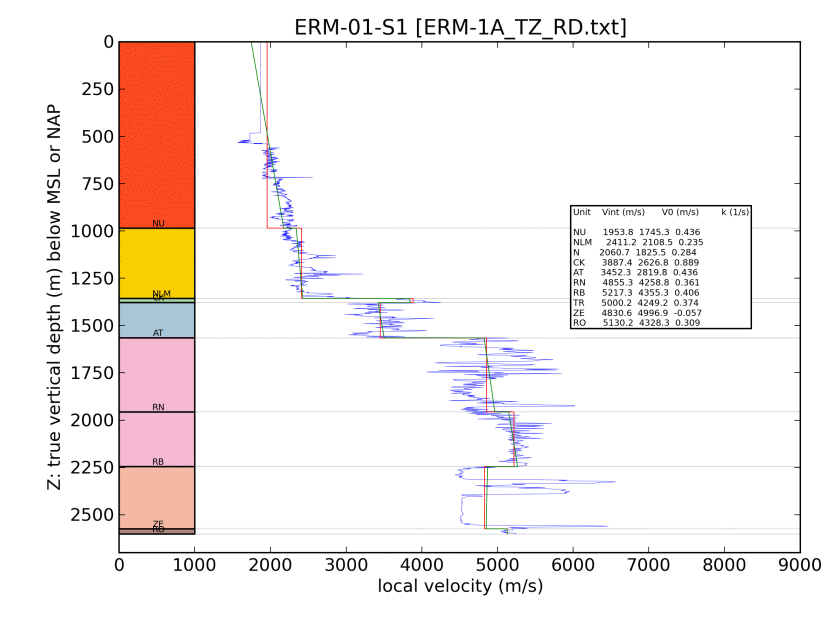 ERM-01-S1 [ERM-1A_TZ_RD.txt]
0
250
500
750
1000
1250
1500
1750
2000
2250
2500
Z: true vertical depth (m) below MSL or NAP
NU
NLM
CK
AT
RN
RB
ZE
RO
Unit Vint (m/s) V0 (m/s) k (1/s)
NU 1953.8 1745.3 0.436
NLM 2411.2 2108.5 0.235
N 2060.7 1825.5 0.284
CK 3887.4 2626.8 0.889
AT 3452.3 2819.8 0.436
RN 4855.3 4258.8 0.361
RB 5217.3 4355.3 0.406
TR 5000.2 4249.2 0.374
ZE 4830.6 4996.9 -0.057
RO 5130.2 4328.3 0.309
0 1000 2000 3000 4000 5000 6000 7000 8000 9000
local velocity (m/s)